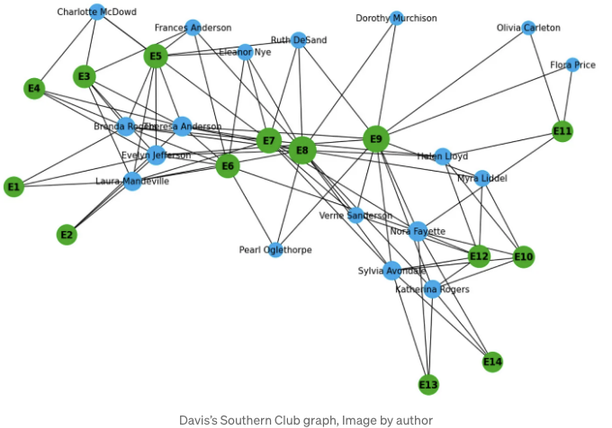 Charlotte McDowd
Dorothy Murchison
Frances Anderson
Olivia Carleton
Ruth DeSand
Eleanor Nye
E5
Flora Price
E3
E4
Brenda Rogers
Theresa Anderson
E11
E7
E9
E8
Evelyn Jefferson
Helen Lloyd
E6
Laura Mandeville
Myra Liddel
E1
Verne Sanderson
E2
Nora Fayette
Pearl Oglethorpe
E12
E10
Sylvia Avondale
Katherina Rogers
E14
E13
Davis's Southern Club graph, Image by author